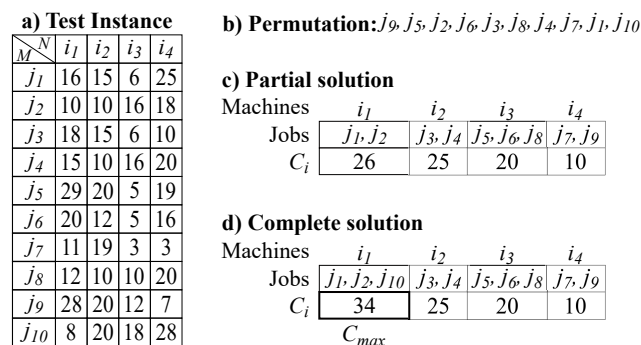 a) Test Instance
M N i1 i2 i3 i4
j1 16 15 6 25
j2 10 10 16 18
j3 18 15 6 10
j4 15 10 16 20
j5 29 20 5 19
j6 20 12 5 16
j7 11 19 3 3
j8 12 10 10 20
j9 28 20 12 7
j10 8 20 18 28
b) Permutation: j9, j5, j2, j6, j3, j8, j4, j7, j1, j10
c) Partial solution
Machines i1 i2 i3 i4
Jobs j1, j2 j3, j4 j5, j6, j8 j7, j9
Ci 26 25 20 10
d) Complete solution
Machines i1 i2 i3 i4
Jobs j1, j2, j10 j3, j4 j5, j6, j8 j7, j9
Ci 34 25 20 10
Cmax